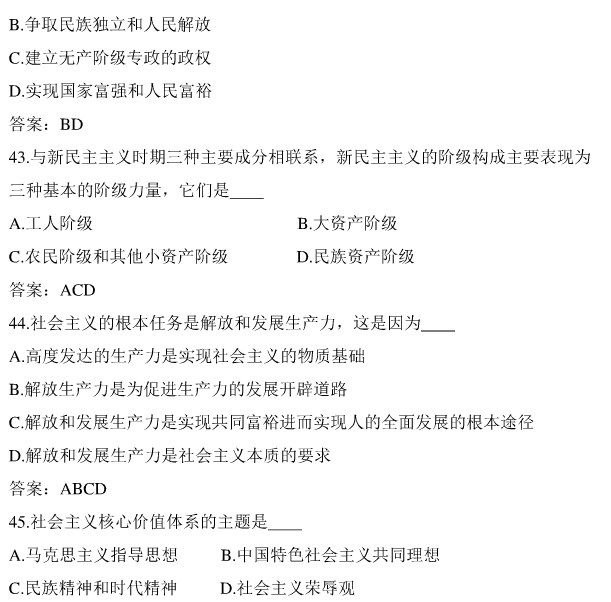 B.争取民族独立和人民解放
C.建立无产阶级专政的政权
D.实现国家富强和人民富裕
答案：BD
43.与新民主主义时期三种主要成分相联系，新民主主义的阶级构成主要表现为
三种基本的阶级力量，它们是____
A.工人阶级 B.大资产阶级
C.农民阶级和其他小资产阶级 D.民族资产阶级
答案：ACD
44.社会主义的根本任务是解放和发展生产力，这是因为____
A.高度发达的生产力是实现社会主义的物质基础
B.解放生产力是为促进生产力的发展开辟道路
C.解放和发展生产力是实现共同富裕进而实现人的全面发展的根本途径
D.解放和发展生产力是社会主义本质的要求
答案：ABCD
45.社会主义核心价值体系的主题是____
A.马克思主义指导思想 B.中国特色社会主义共同理想
C.民族精神和时代精神 D.社会主义荣辱观